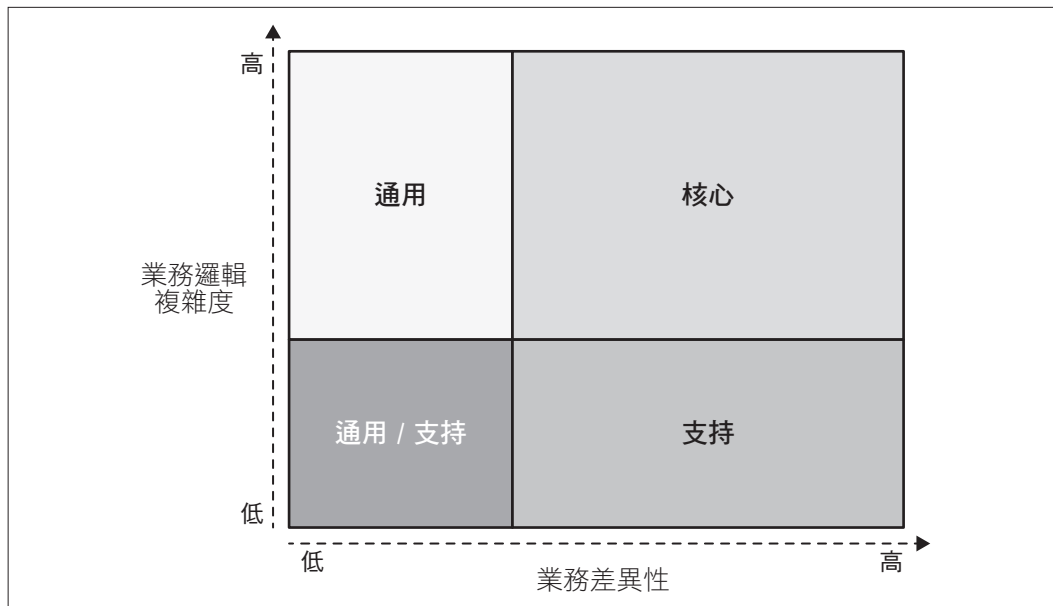 高
通用
核心
業務邏輯
複雜度
通用 / 支持
支持
低
低
高
業務差異性